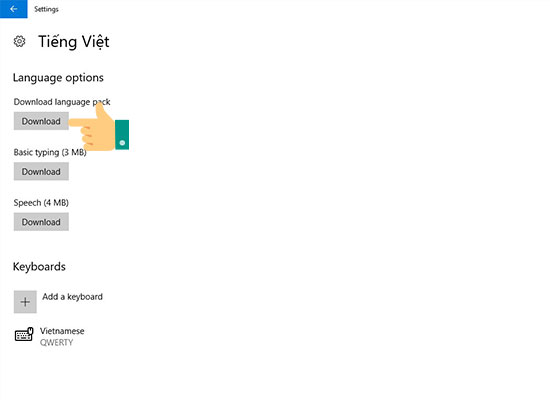 Settings
Tiếng Việt
Language options
Download language pack
Download
Basic typing (3 MB)
Download
Speech (4 MB)
Download
Keyboards
Add a keyboard
Vietnamese
QWERTY